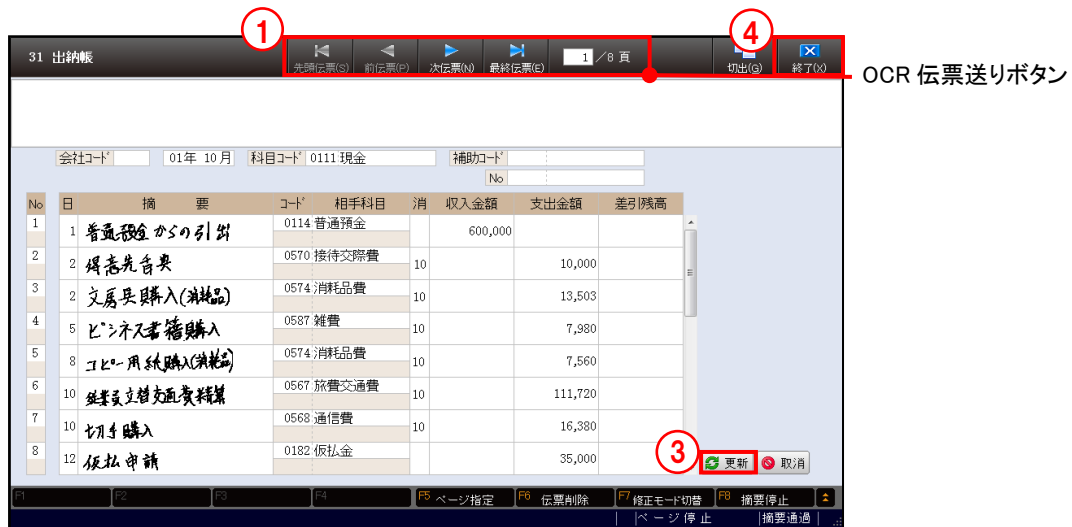 ① ④
31 出納帳 先頭伝票(S) 前伝票(P) 次伝票(N) 最終伝票(E) 1 /8 頁 切出(G) 終了(X)
OCR 伝票送りボタン
会社コード 01年 10月 科目コード 0111 現金 補助コード
No
No 日 摘 要 コード 相手科目 消 収入金額 支出金額 差引残高
1 1 普通預金からの引出 0114 普通預金 600,000
2 2 得意先香典 0570 接待交際費 10 10,000
3 2 文房具購入(消耗品) 0574 消耗品費 10 13,503
4 5 ビジネス書籍購入 0587 雑費 10 7,980
5 8 コピー用紙購入(消耗品) 0574 消耗品費 10 7,560
6 10 従業員立替交通費精算 0567 旅費交通費 10 111,720
7 10 切手購入 0568 通信費 10 16,380
8 12 仮払申請 0182 仮払金 35,000
③ 更新 取消
F1 F2 F3 F4 F5 ページ指定 F6 伝票削除 F7 修正モード切替 F8 摘要停止
ページ停止 摘要通過